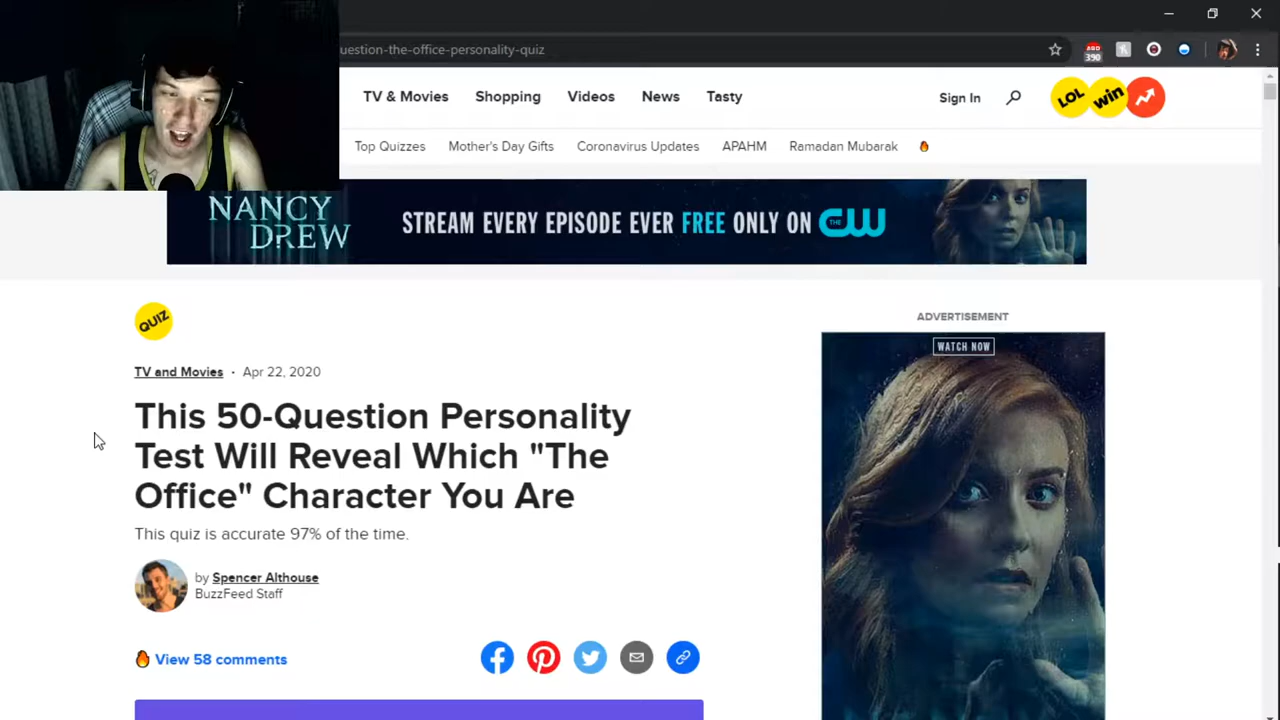 uestion-the-office-personality-quiz
ABD
390
TV & Movies Shopping Videos News Tasty
Sign In
LOL win
Top Quizzes Mother's Day Gifts Coronavirus Updates APAHM Ramadan Mubarak
NANCY
DREW
STREAM EVERY EPISODE EVER FREE ONLY ON THE CW
QUIZ
ADVERTISEMENT
WATCH NOW
TV and Movies · Apr 22, 2020
This 50-Question Personality
Test Will Reveal Which "The
Office" Character You Are
This quiz is accurate 97% of the time.
by Spencer Althouse
BuzzFeed Staff
View 58 comments